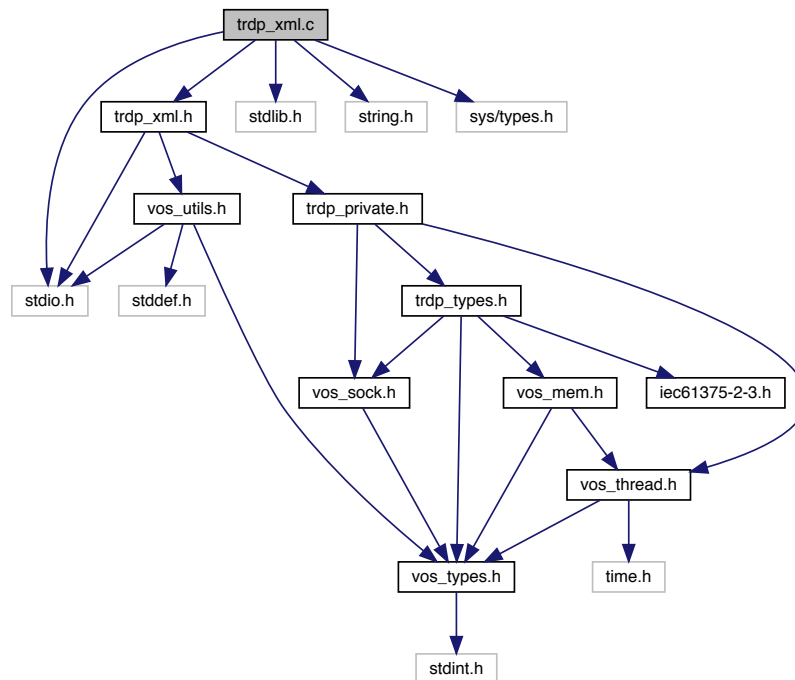 trdp_xml.c
trdp_xml.h
stdlib.h
string.h
sys/types.h
vos_utils.h
trdp_private.h
stdio.h
stddef.h
trdp_types.h
vos_sock.h
vos_mem.h
iec61375-2-3.h
vos_thread.h
vos_types.h
time.h
stdint.h